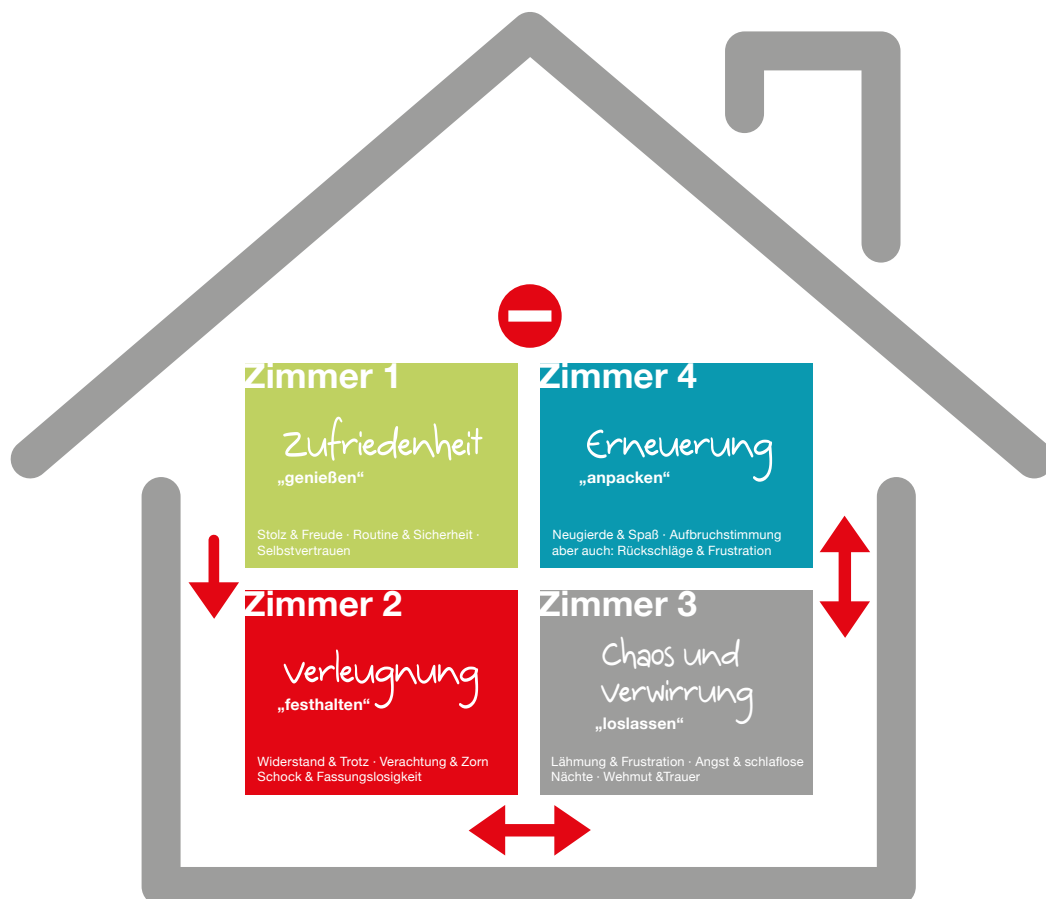 Zimmer 1
Zufriedenheit
„genießen“
Stolz & Freude · Routine & Sicherheit ·
Selbstvertrauen
Zimmer 4
Erneuerung
„anpacken“
Neugierde & Spaß · Aufbruchstimmung
aber auch: Rückschläge & Frustration
Zimmer 2
Verleugnung
„festhalten“
Widerstand & Trotz · Verachtung & Zorn
Schock & Fassungslosigkeit
Zimmer 3
Chaos und
Verwirrung
„loslassen“
Lähmung & Frustration · Angst & schlaflose
Nächte · Wehmut &Trauer